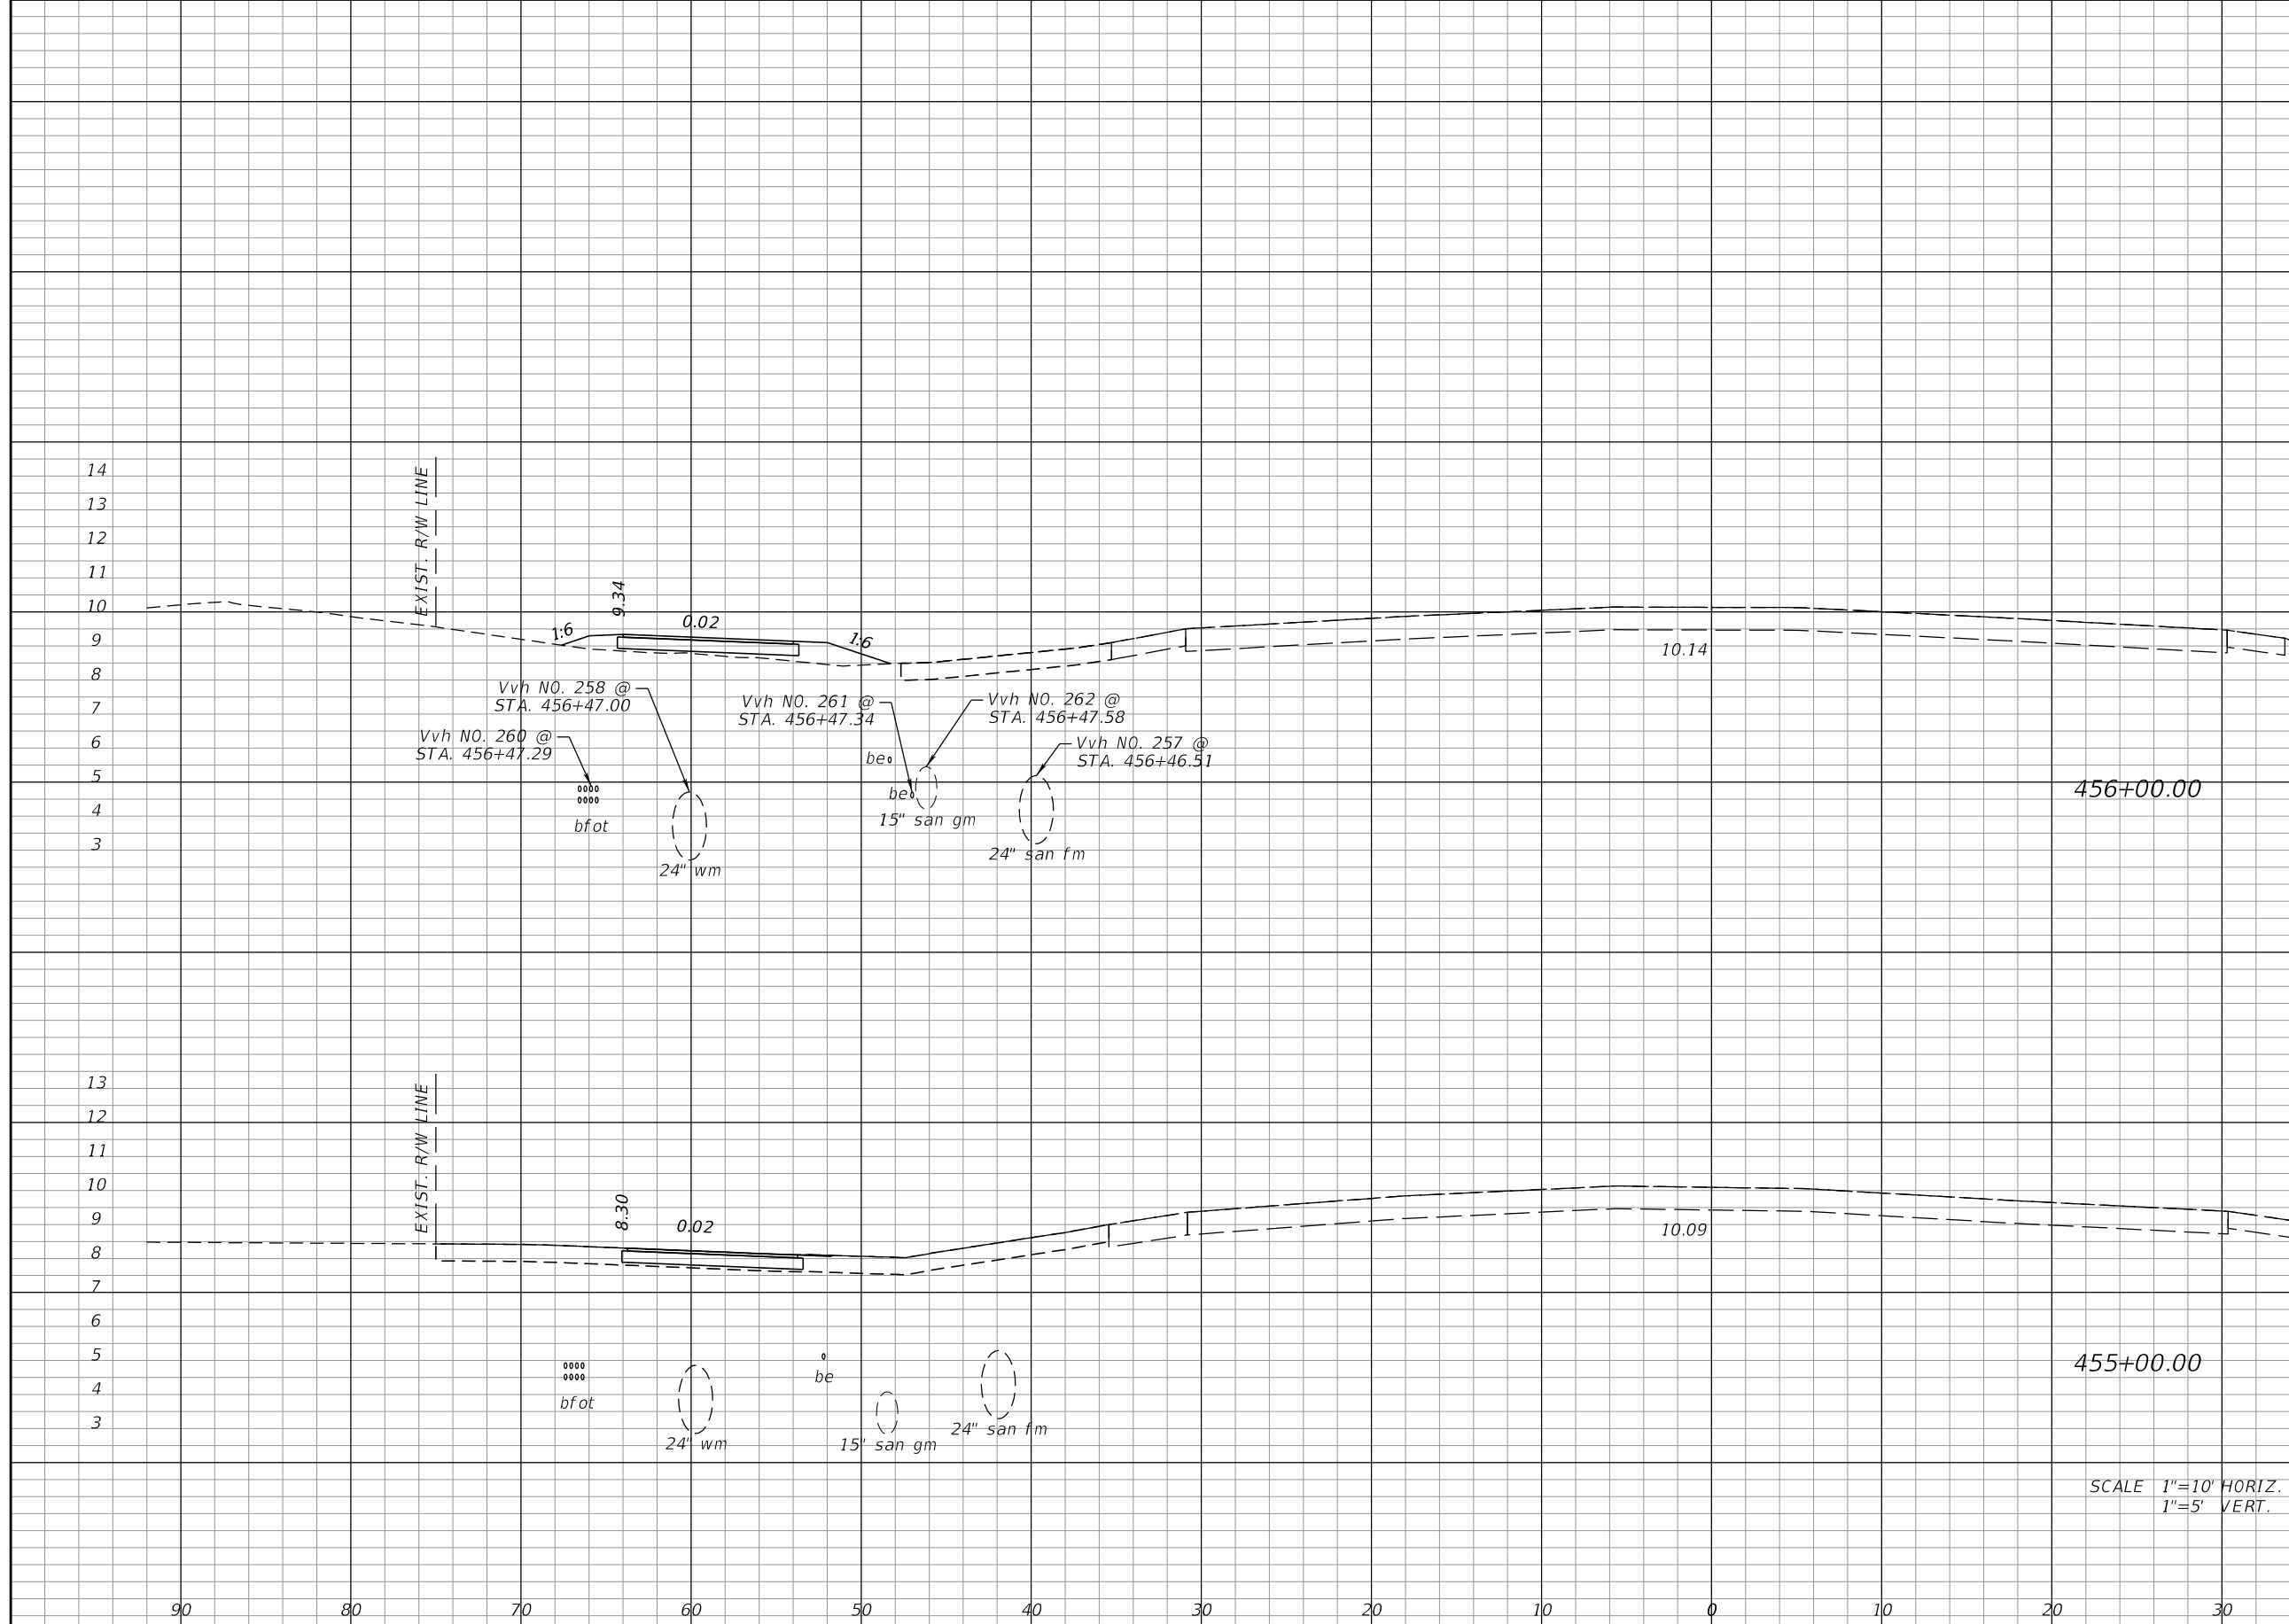 14
13
12
11
10
9
8
7
6
5
4
3
EXIST. R/W LINE
1:6
9.34
0.02
1:6
10.14
Vvh NO. 258 @
STA. 456+47.00
Vvh NO. 260 @
STA. 456+47.29
Vvh NO. 261 @
STA. 456+47.34
Vvh NO. 262 @
STA. 456+47.58
Vvh NO. 257 @
STA. 456+46.51
be
be
bfot
24" wm
15" san gm
24" san fm
456+00.00
13
12
11
10
9
8
7
6
5
4
3
EXIST. R/W LINE
8.30
0.02
10.09
bfot
24" wm
be
15" san gm
24" san fm
455+00.00
SCALE 1"=10' HORIZ.
1"=5' VERT.
90 80 70 60 50 40 30 20 10 0 10 20 30